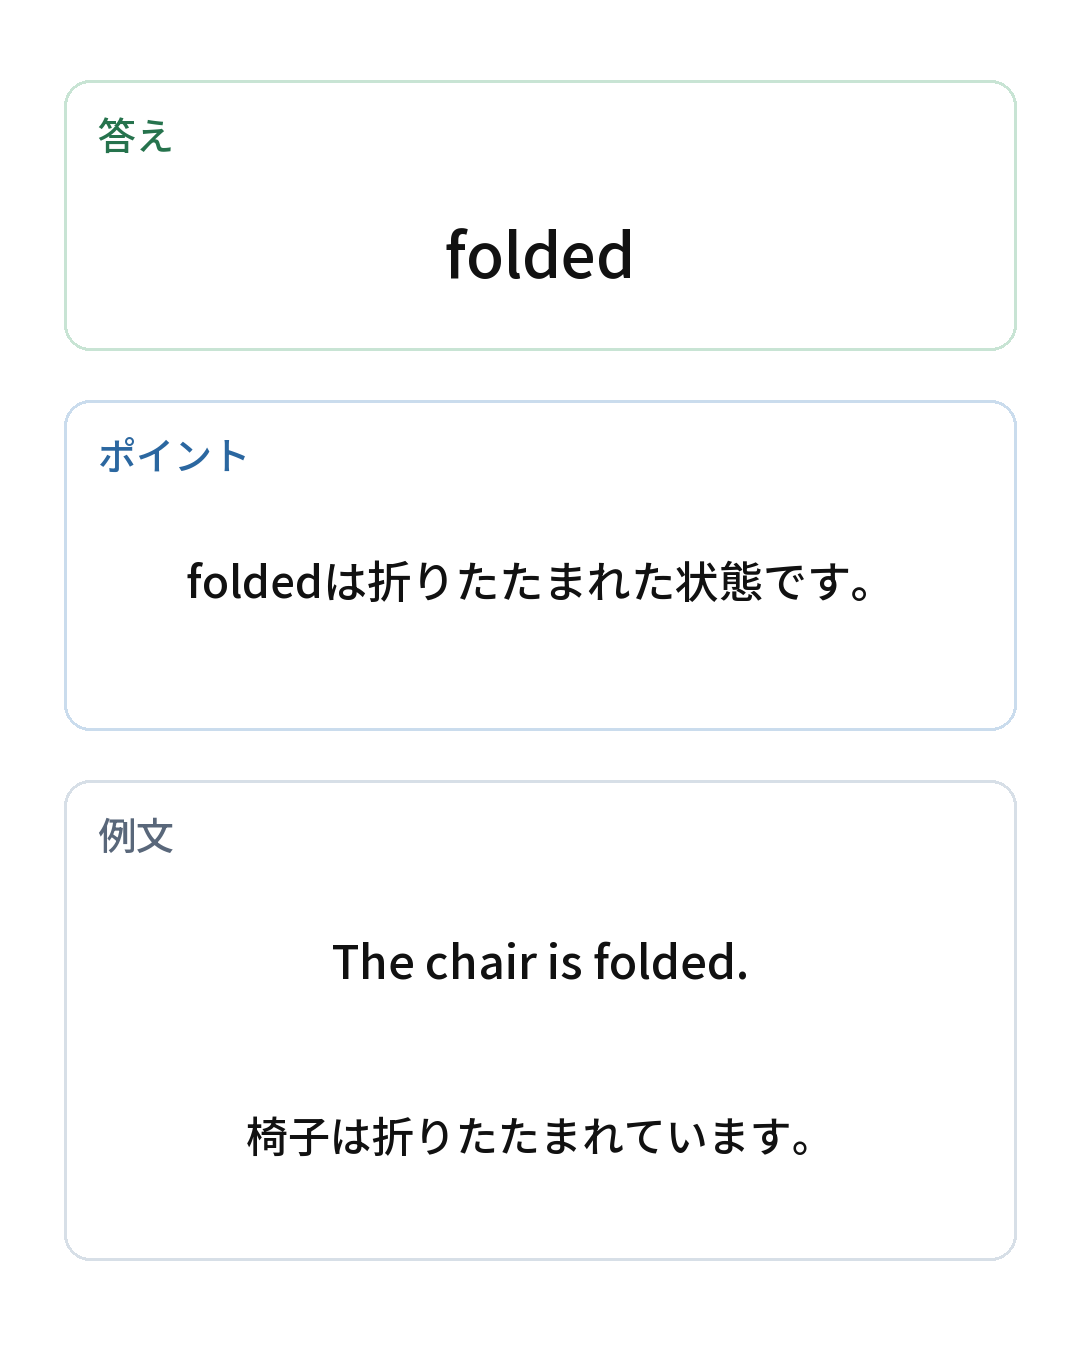 答え
folded
ポイント
foldedは折りたたまれた状態です。
例文
The chair is folded.
椅子は折りたたまれています。